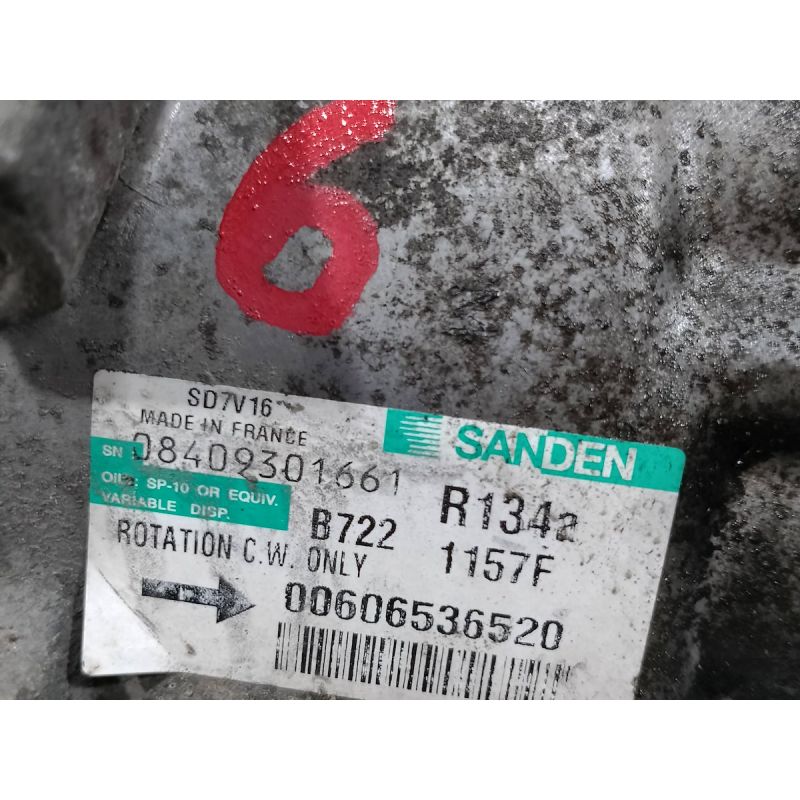 6
SD7V16
MADE IN FRANCE
SANDEN
SN 08409301661
OIL: SP-10 OR EQUIV.
VARIABLE DISP.
B722 R134a
ROTATION C.W. ONLY 1157F
00606536520